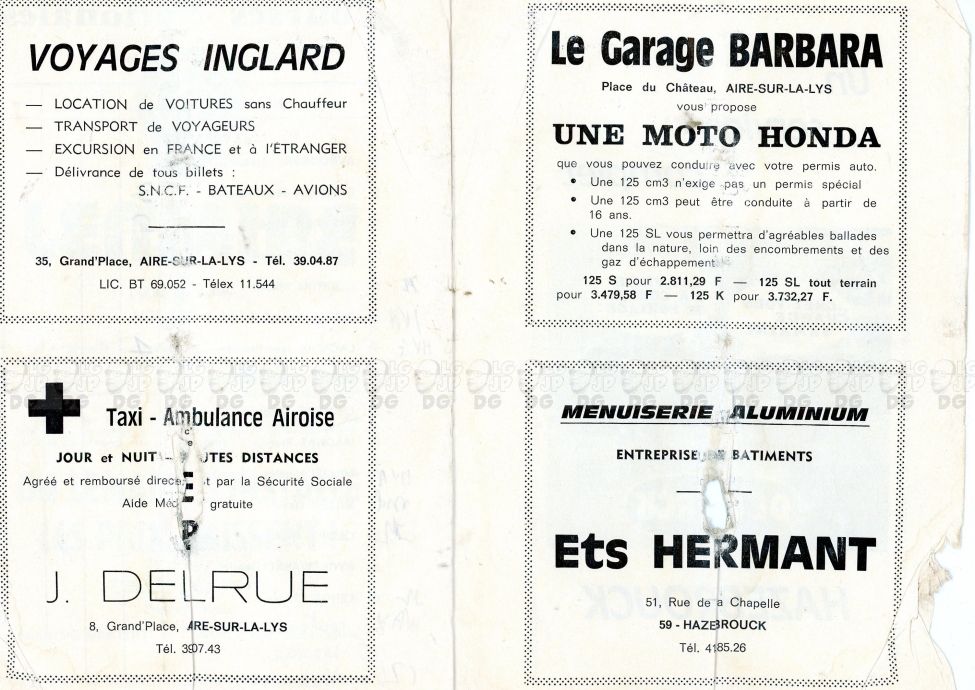 VOYAGES INGLARD
— LOCATION de VOITURES sans Chauffeur
— TRANSPORT de VOYAGEURS
— EXCURSION en FRANCE et à l'ÉTRANGER
— Délivrance de tous billets :
S.N.C.F. - BATEAUX - AVIONS
35, Grand'Place, AIRE-SUR-LA-LYS - Tél. 39.04.87
LIC. BT 69.052 - Télex 11.544
Le Garage BARBARA
Place du Château, AIRE-SUR-LA-LYS
vous propose
UNE MOTO HONDA
que vous pouvez conduire avec votre permis auto.
• Une 125 cm3 n'exige pas un permis spécial
• Une 125 cm3 peut être conduite à partir de
16 ans.
• Une 125 SL vous permettra d'agréables ballades
dans la nature, loin des encombrements et des
gaz d'échappement
125 S pour 2.811,29 F — 125 SL tout terrain
pour 3.479,58 F — 125 K pour 3.732,27 F.
Taxi - Ambulance Airoise
JOUR et NUIT UTES DISTANCES
Agréé et remboursé direc t par la Sécurité Sociale
Aide Méd gratuite
J. DELRUE
8, Grand'Place, AIRE-SUR-LA-LYS
Tél. 3907.43
MENUISERIE ALUMINIUM
ENTREPRISE BATIMENTS
Ets HERMANT
51, Rue de a Chapelle
59 - HAZEBROUCK
Tél. 4185.26